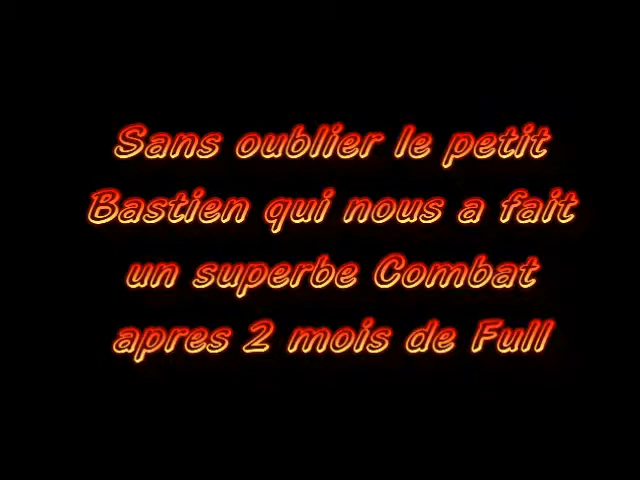 Sans oublier le petit
Bastien qui nous a fait
un superbe Combat
apres 2 mois de Full